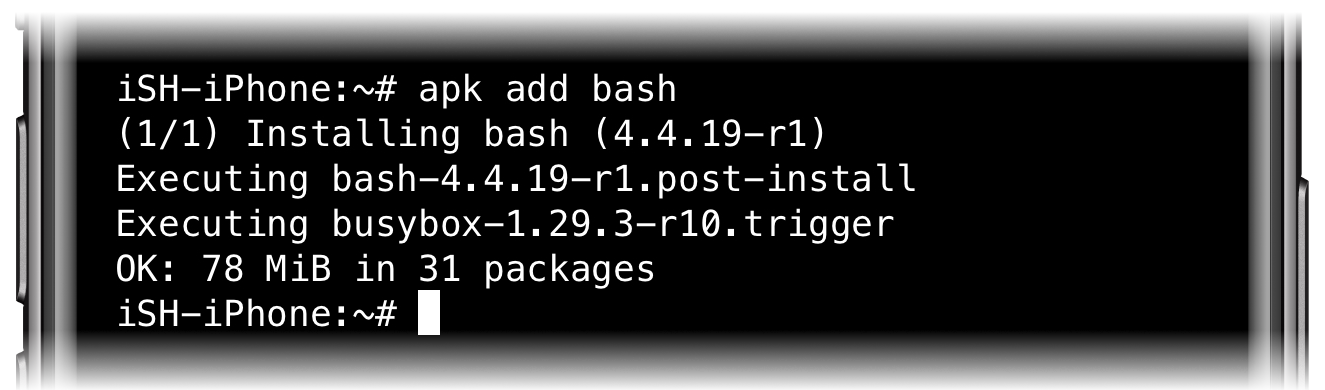 iSH-iPhone:~# apk add bash
(1/1) Installing bash (4.4.19-r1)
Executing bash-4.4.19-r1.post-install
Executing busybox-1.29.3-r10.trigger
OK: 78 MiB in 31 packages
iSH-iPhone:~#